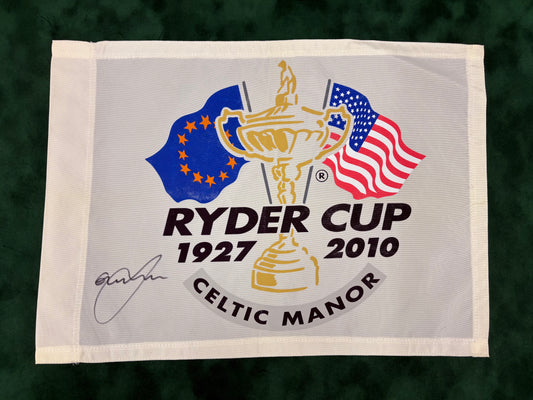 ®
RYDER CUP
1927 2010
CELTIC MANOR